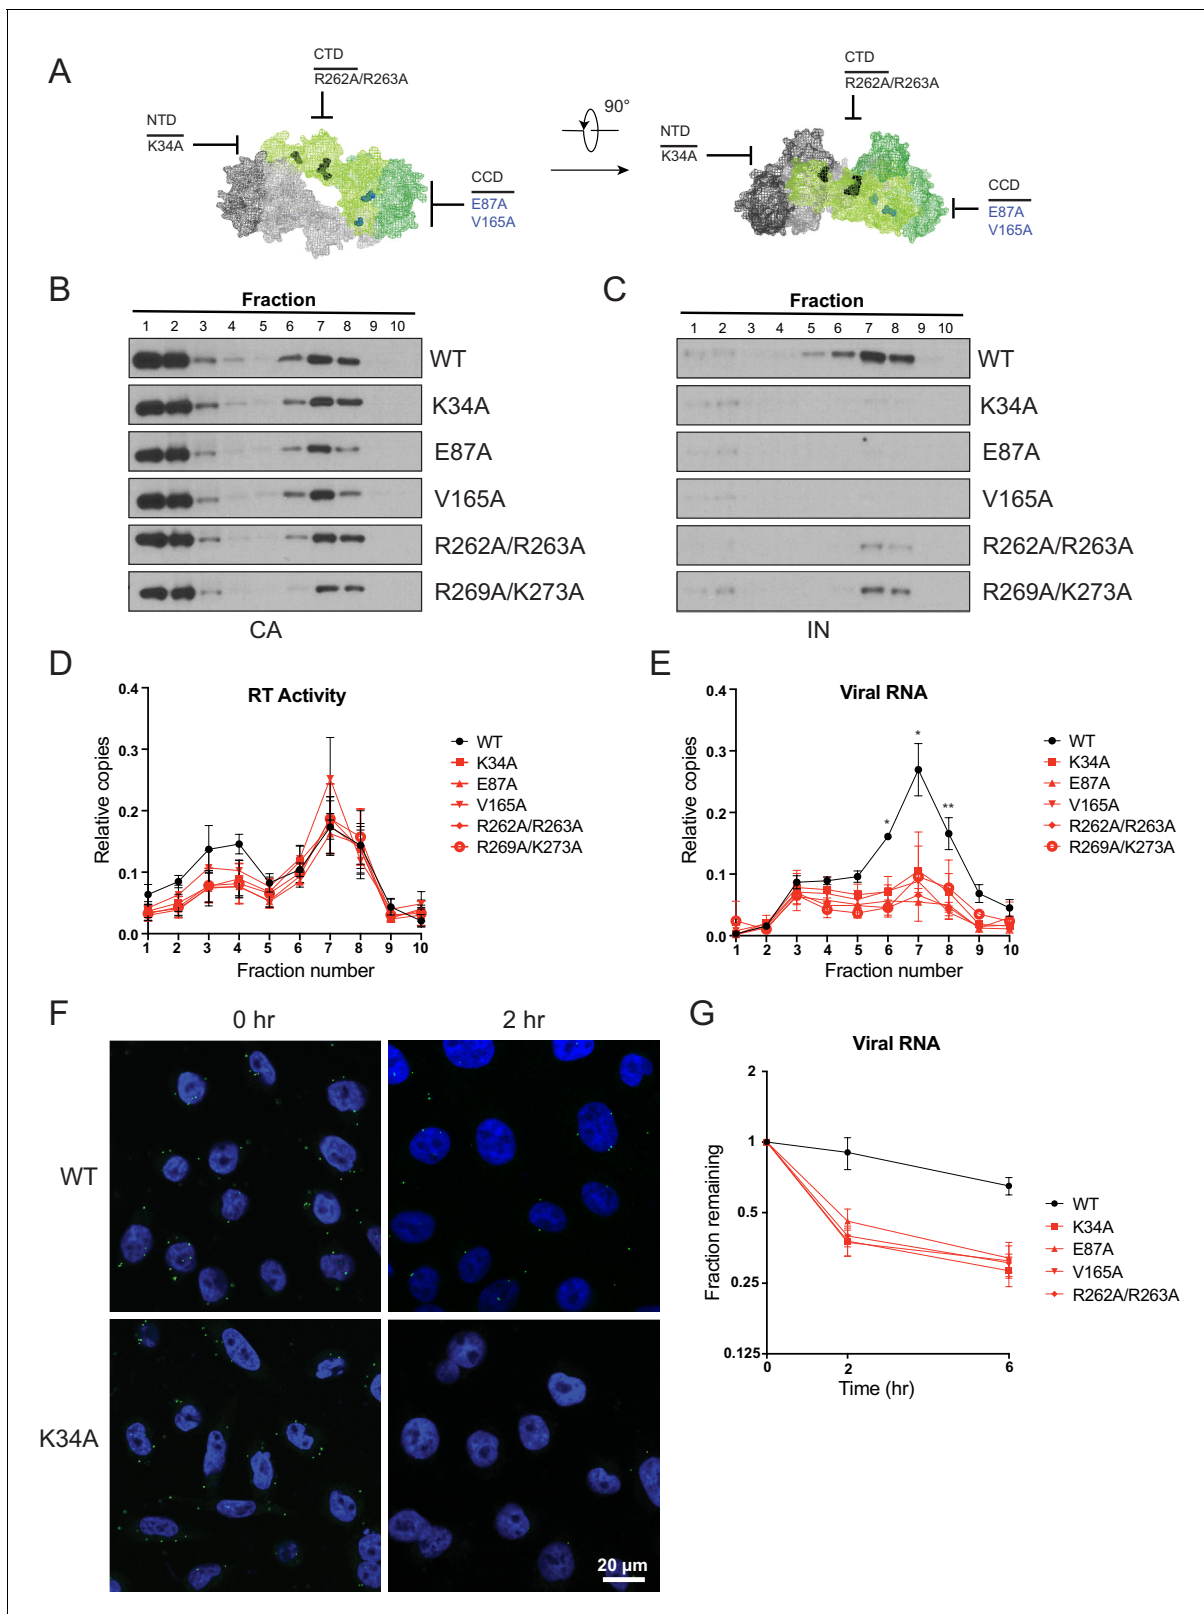 A
CTD
R262A/R263A
NTD
K34A
CCD
E87A
V165A
90°
CTD
R262A/R263A
NTD
K34A
CCD
E87A
V165A
B
Fraction
1 2 3 4 5 6 7 8 9 10
WT
K34A
E87A
V165A
R262A/R263A
R269A/K273A
CA
C
Fraction
1 2 3 4 5 6 7 8 9 10
WT
K34A
E87A
V165A
R262A/R263A
R269A/K273A
IN
D
RT Activity
Relative copies
0.4
0.3
0.2
0.1
0.0
1 2 3 4 5 6 7 8 9 10
Fraction number
WT
K34A
E87A
V165A
R262A/R263A
R269A/K273A
E
Viral RNA
Relative copies
0.4
0.3
0.2
0.1
0.0
* * **
1 2 3 4 5 6 7 8 9 10
Fraction number
WT
K34A
E87A
V165A
R262A/R263A
R269A/K273A
F
0 hr
2 hr
WT
K34A
20 µm
G
Viral RNA
Fraction remaining
2
1
0.5
0.25
0.125
0 2 6
Time (hr)
WT
K34A
E87A
V165A
R262A/R263A